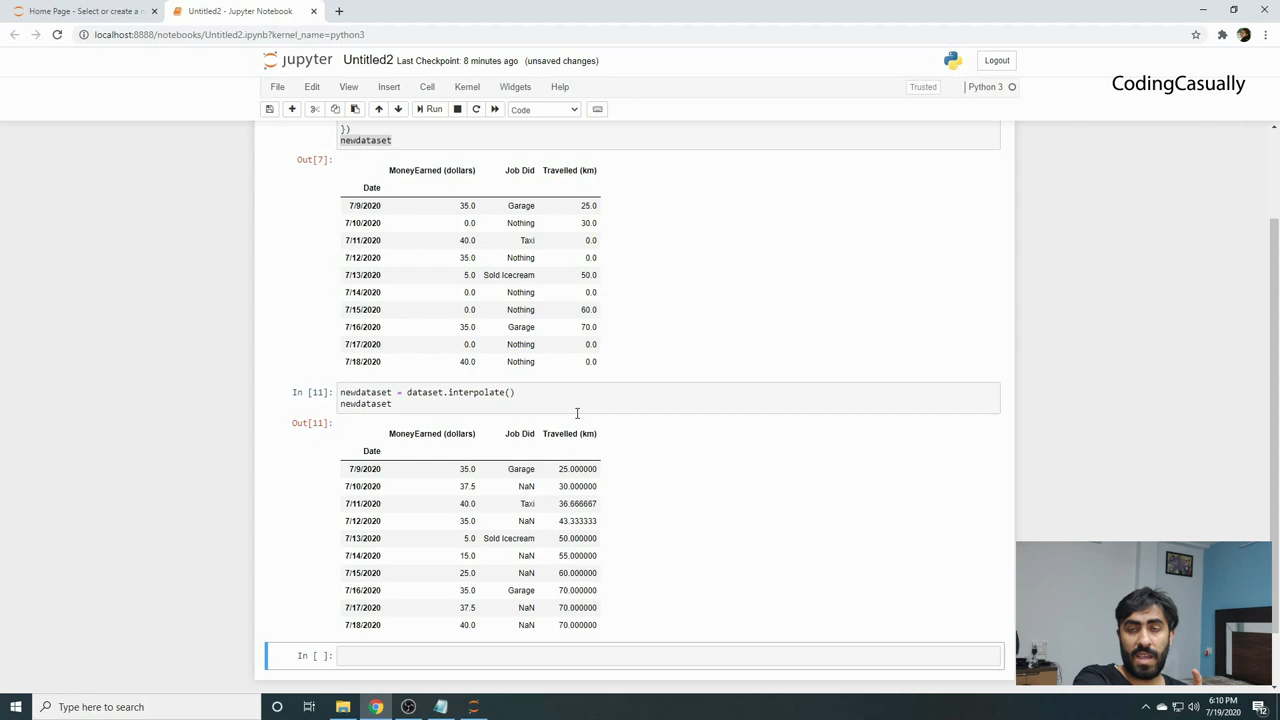 Home Page - Select or create a n
Untitled2 - Jupyter Notebook
localhost:8888/notebooks/Untitled2.ipynb?kernel_name=python3
jupyter Untitled2 Last Checkpoint: 8 minutes ago (unsaved changes)
Logout
CodingCasually
File Edit View Insert Cell Kernel Widgets Help
Trusted
Python 3
Run
Code
})
newdataset
Out[7]:
MoneyEarned (dollars) Job Did Travelled (km)
Date
7/9/2020 35.0 Garage 25.0
7/10/2020 0.0 Nothing 30.0
7/11/2020 40.0 Taxi 0.0
7/12/2020 35.0 Nothing 0.0
7/13/2020 5.0 Sold Icecream 50.0
7/14/2020 0.0 Nothing 0.0
7/15/2020 0.0 Nothing 60.0
7/16/2020 35.0 Garage 70.0
7/17/2020 0.0 Nothing 0.0
7/18/2020 40.0 Nothing 0.0
In [11]: newdataset = dataset.interpolate()
newdataset
Out[11]:
MoneyEarned (dollars) Job Did Travelled (km)
Date
7/9/2020 35.0 Garage 25.000000
7/10/2020 37.5 NaN 30.000000
7/11/2020 40.0 Taxi 36.666667
7/12/2020 35.0 NaN 43.333333
7/13/2020 5.0 Sold Icecream 50.000000
7/14/2020 15.0 NaN 55.000000
7/15/2020 25.0 NaN 60.000000
7/16/2020 35.0 Garage 70.000000
7/17/2020 37.5 NaN 70.000000
7/18/2020 40.0 NaN 70.000000
In [ ]:
Type here to search
6:10 PM
7/19/2020
12